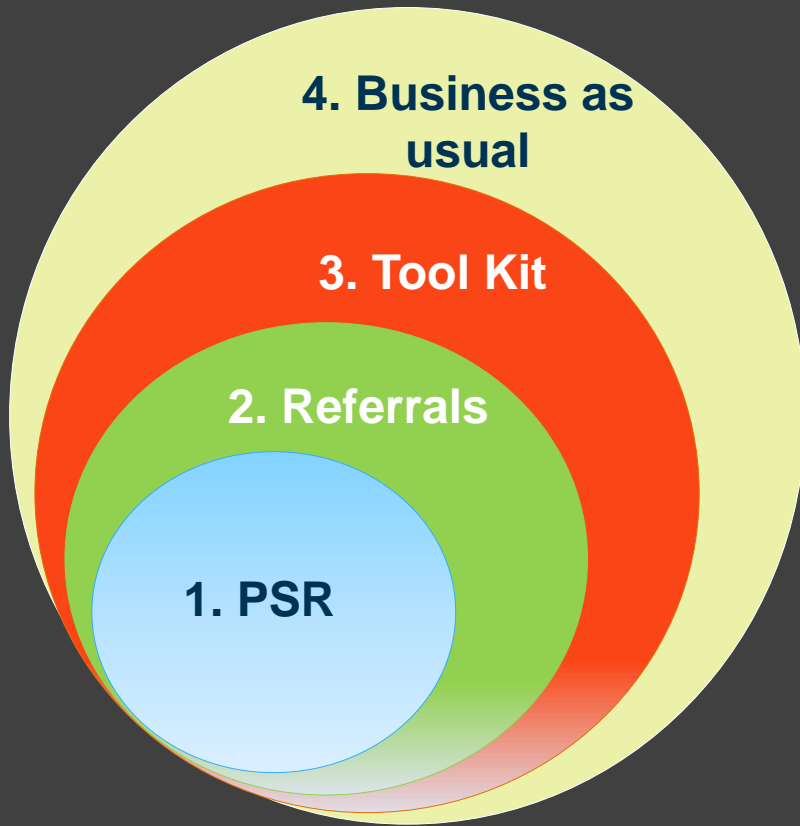 4. Business as
usual
3. Tool Kit
2. Referrals
1. PSR